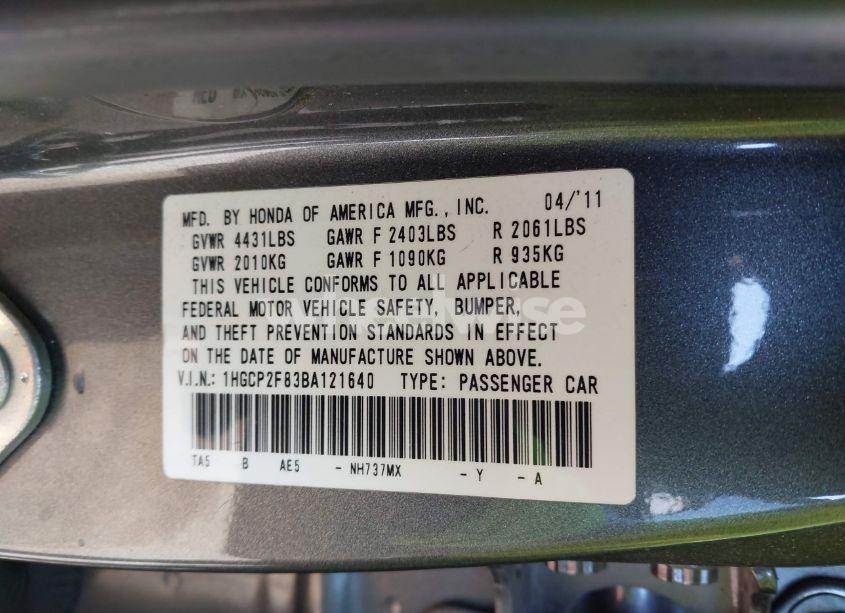 MFD. BY HONDA OF AMERICA MFG., INC. 04/'11
GVWR 4431LBS GAWR F 2403LBS R 2061LBS
GVWR 2010KG GAWR F 1090KG R 935KG
THIS VEHICLE CONFORMS TO ALL APPLICABLE
FEDERAL MOTOR VEHICLE SAFETY, BUMPER,
AND THEFT PREVENTION STANDARDS IN EFFECT
ON THE DATE OF MANUFACTURE SHOWN ABOVE.
V.I.N.: 1HGCP2F83BA121640 TYPE: PASSENGER CAR
TA5 B AE5 - NH737MX - Y - A